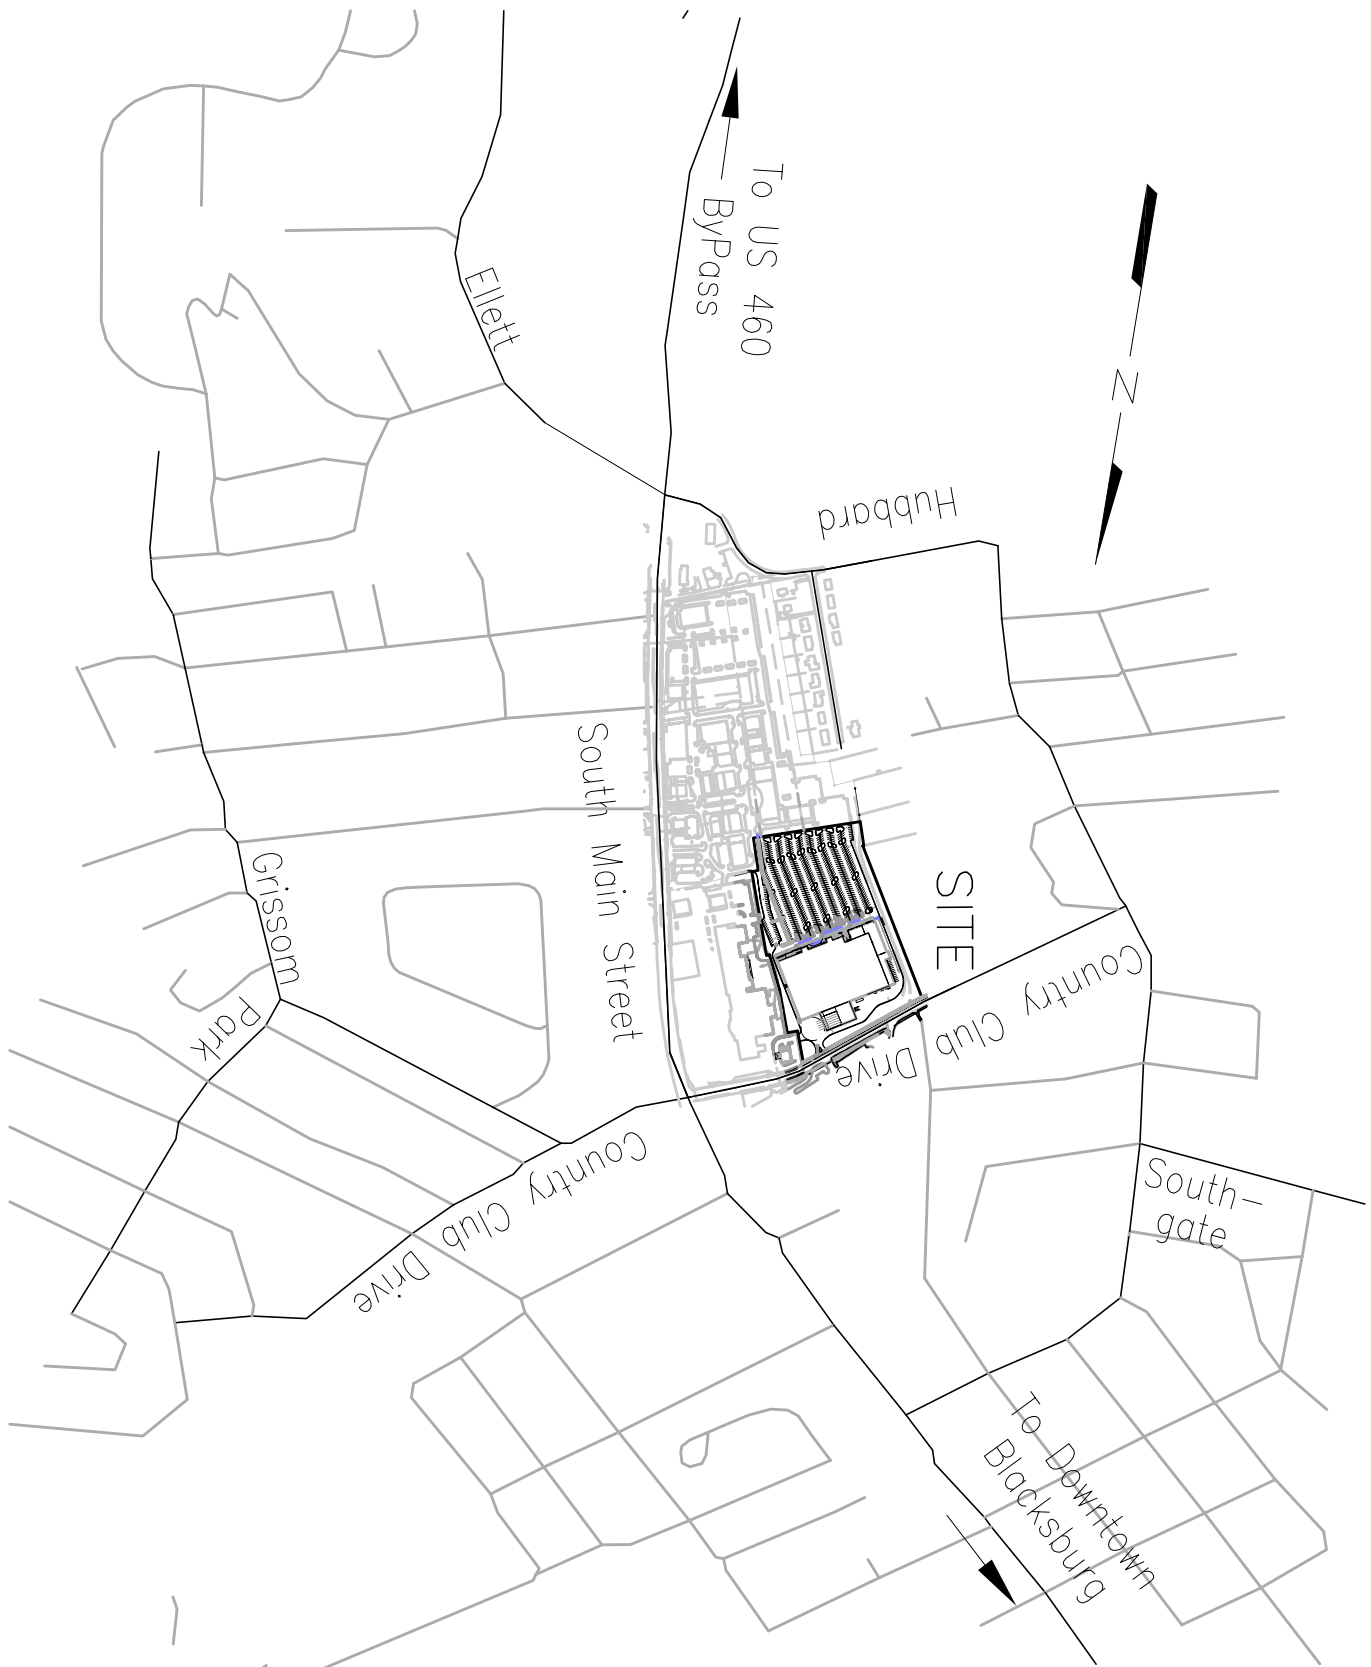 To US 460
ByPass
Ellett
N
Hubbard
South Main Street
SITE
Grissom
Park
Country Club Drive
Country Club Drive
South-
gate
To Downtown
Blacksburg